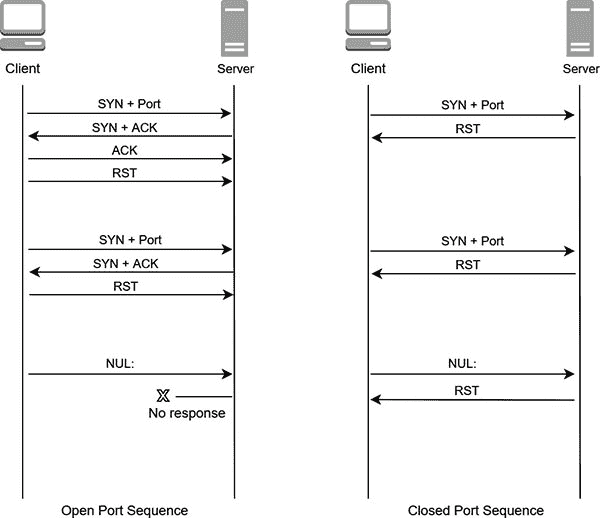 Client
Server
SYN + Port
SYN + ACK
ACK
RST
SYN + Port
SYN + ACK
RST
NUL:
X
No response
Open Port Sequence
Client
Server
SYN + Port
RST
SYN + Port
RST
NUL:
RST
Closed Port Sequence